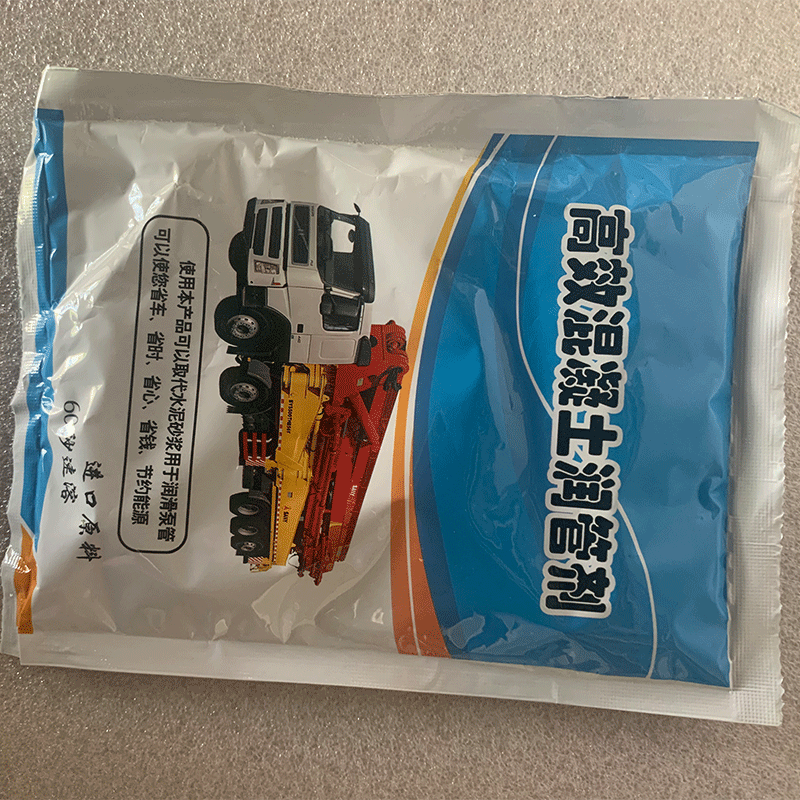 高效混凝土润管剂
SANY
使用本产品可以取代水泥砂浆用于润滑泵管
可以使您省车、省时、省心、省钱、节约能源
进口原料
60秒速溶